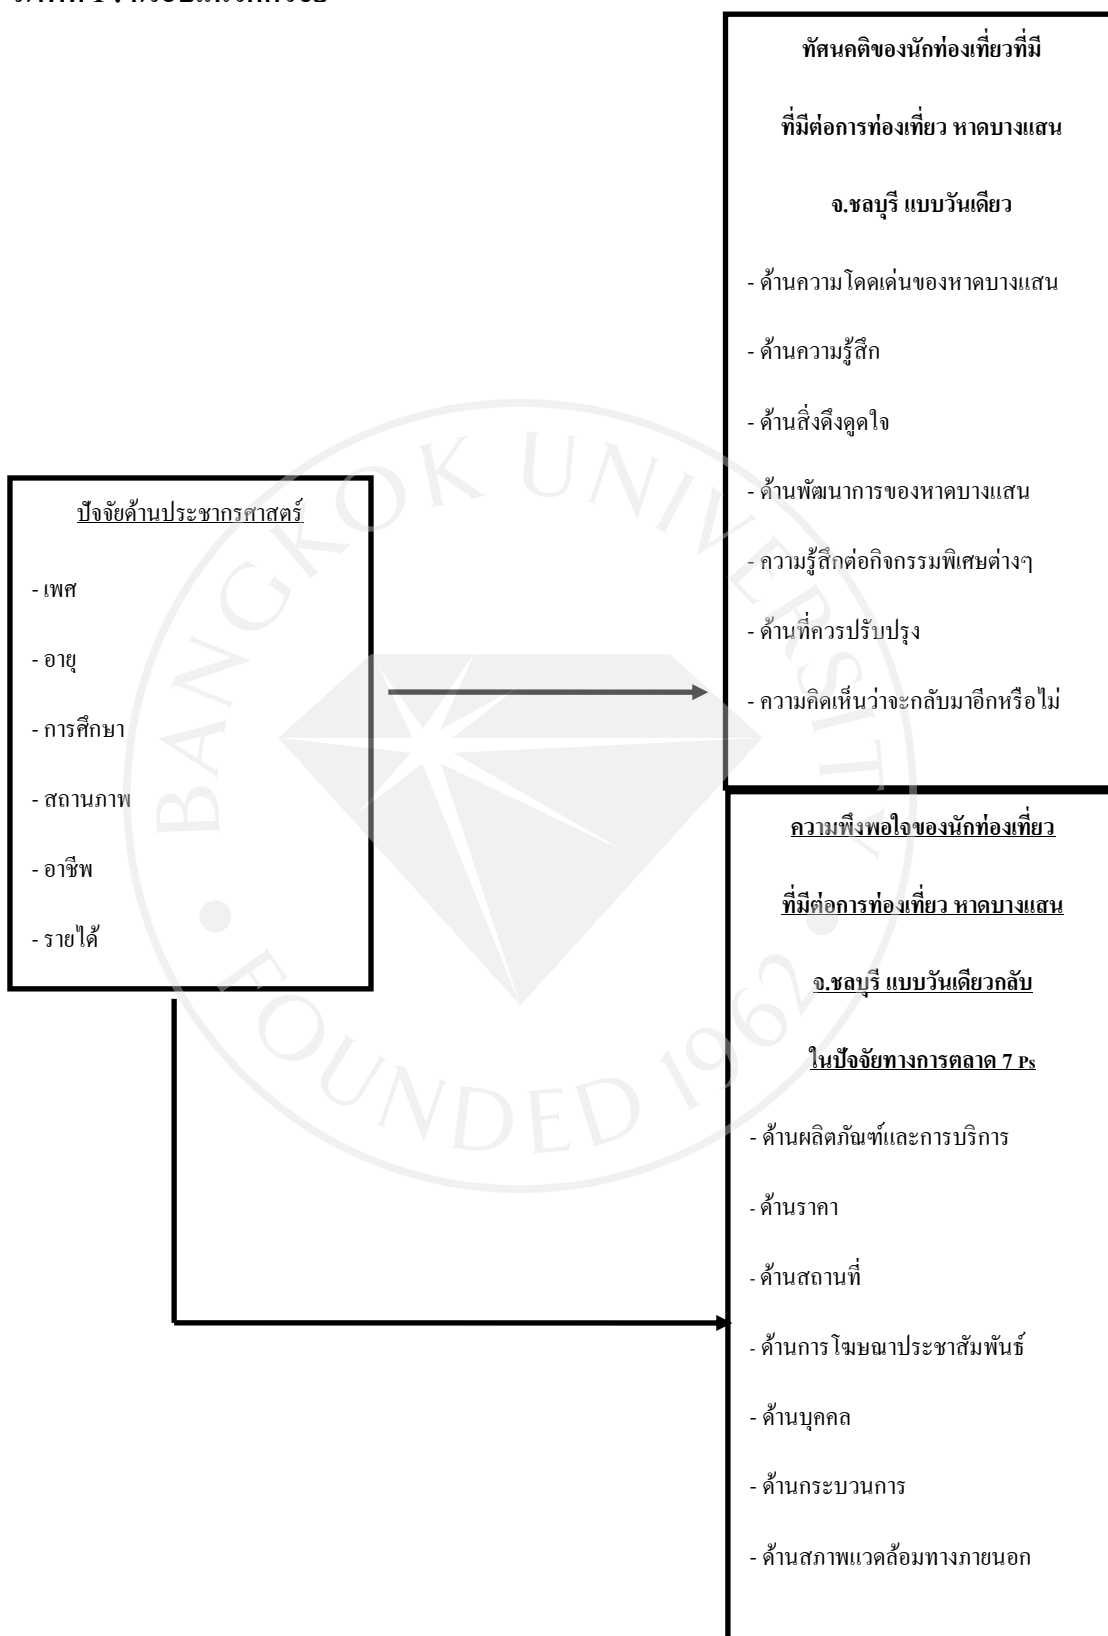 ปัจจัยด้านประชากรศาสตร์
- เพศ
- อายุ
- การศึกษา
- สถานภาพ
- อาชีพ
- รายได้
ทัศนคติของนักท่องเที่ยวที่มี
ที่มีต่อการท่องเที่ยว หาดบางแสน
จ.ชลบุรี แบบวันเดียว
- ด้านความโดดเด่นของหาดบางแสน
- ด้านความรู้สึก
- ด้านสิ่งดึงดูดใจ
- ด้านพัฒนาการของหาดบางแสน
- ความรู้สึกต่อกิจกรรมพิเศษต่างๆ
- ด้านที่ควรปรับปรุง
- ความคิดเห็นว่าจะกลับมาอีกหรือไม่
ความพึงพอใจของนักท่องเที่ยว
ที่มีต่อการท่องเที่ยว หาดบางแสน
จ.ชลบุรี แบบวันเดียวกลับ
ในปัจจัยทางการตลาด 7 Ps
- ด้านผลิตภัณฑ์และการบริการ
- ด้านราคา
- ด้านสถานที่
- ด้านการโฆษณาประชาสัมพันธ์
- ด้านบุคคล
- ด้านกระบวนการ
- ด้านสภาพแวดล้อมทางภายนอก
BANGKOK UNIVERSITY
FOUNDED 1962